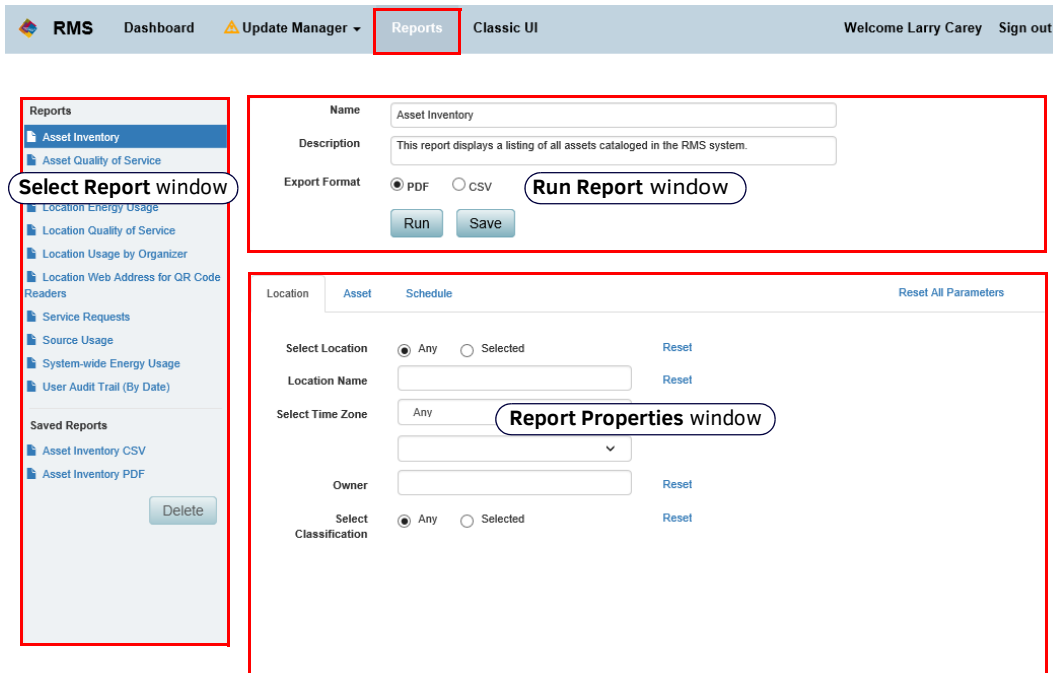 RMS Dashboard Update Manager Reports Classic UI Welcome Larry Carey Sign out
Reports
Asset Inventory
Asset Quality of Service
Select Report window
Location Energy Usage
Location Quality of Service
Location Usage by Organizer
Location Web Address for QR Code
Readers
Service Requests
Source Usage
System-wide Energy Usage
User Audit Trail (By Date)
Saved Reports
Asset Inventory CSV
Asset Inventory PDF
Delete
Name Asset Inventory
Description This report displays a listing of all assets cataloged in the RMS system.
Export Format PDF CSV
Run Report window
Run Save
Location Asset Schedule Reset All Parameters
Select Location Any Selected Reset
Location Name Reset
Select Time Zone Any
Report Properties window
Owner Reset
Select Any Selected Reset
Classification